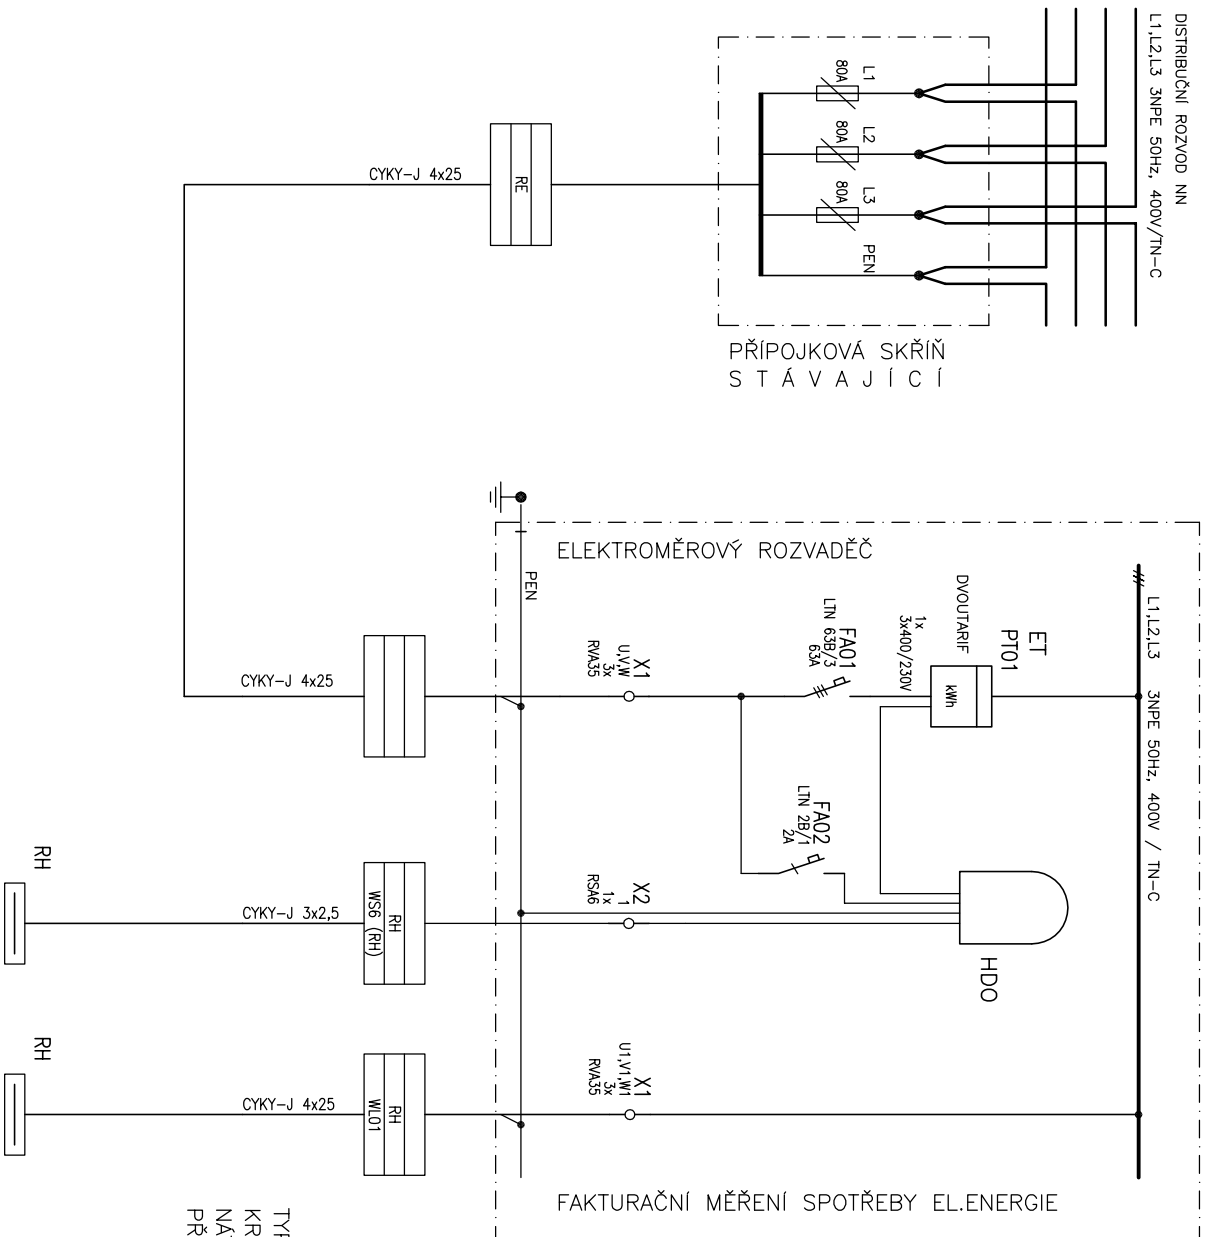 DISTRIBUČNÍ ROZVOD NN
L1,L2,L3 3NPE 50Hz, 400V/TN-C
L1
80A
L2
80A
L3
80A
PEN
PŘÍPOJKOVÁ SKŘÍŇ
STÁVAJÍCÍ
RE
CYKY-J 4x25
ELEKTROMĚROVÝ ROZVADĚČ
PEN
L1,L2,L3 3NPE 50Hz, 400V / TN-C
ET
PT01
DVOUTARIF
kWh
1x
3x400/230V
FA01
LTN 63B/3
63A
FA02
LTN 2B/1
2A
HDO
X1
U,V,W
3x
RVA35
X2
1
1x
RSA6
X1
U1,V1,W1
3x
RVA35
CYKY-J 4x25
RH
WS6 (RH)
CYKY-J 3x2,5
RH
RH
WL01
CYKY-J 4x25
RH
FAKTURAČNÍ MĚŘENÍ SPOTŘEBY EL.ENERGIE